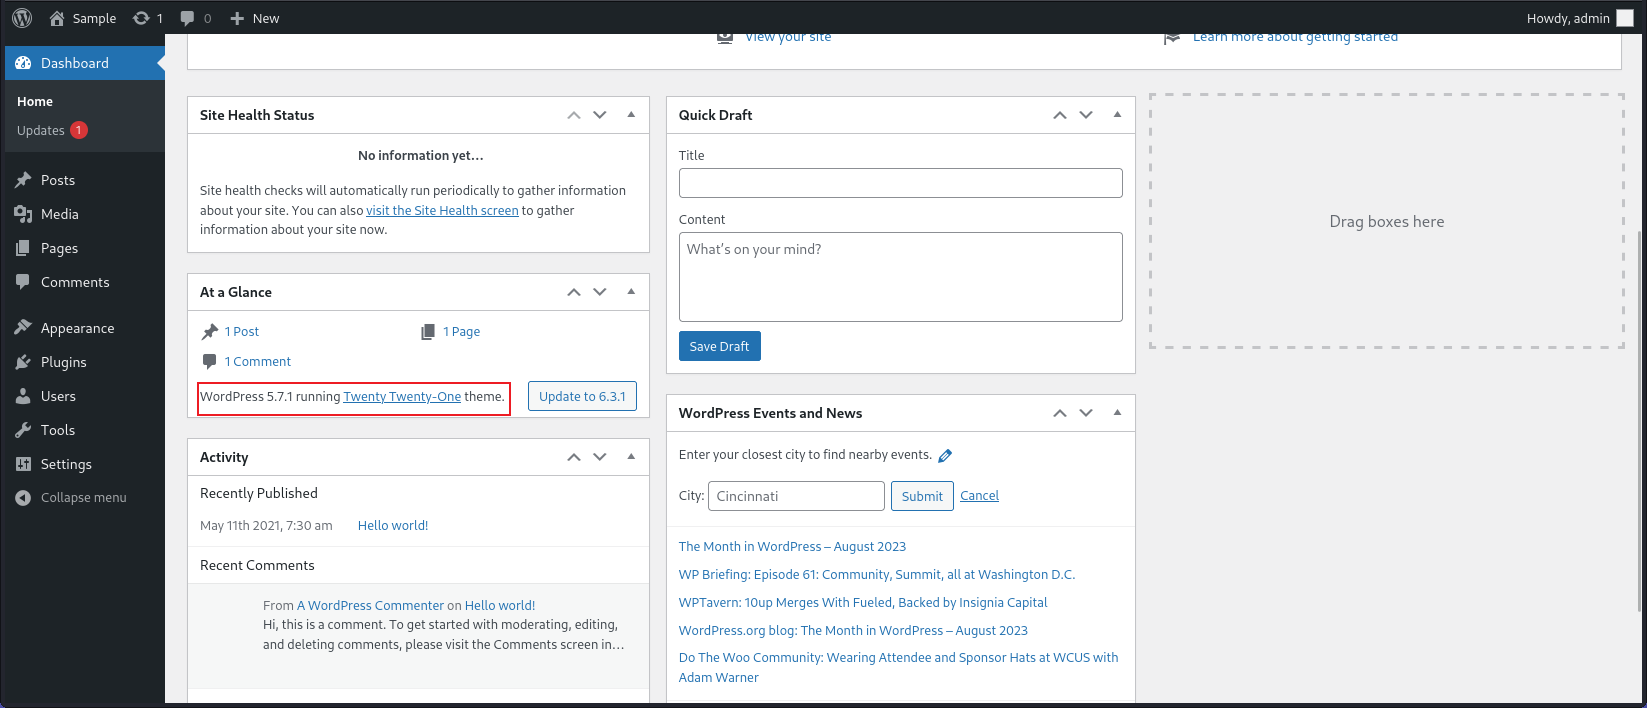 Sample 1 0 New Howdy, admin
Dashboard
Home
Updates 1
Posts
Media
Pages
Comments
Appearance
Plugins
Users
Tools
Settings
Collapse menu
View your site
Learn more about getting started
Site Health Status
No information yet…
Site health checks will automatically run periodically to gather information
about your site. You can also visit the Site Health screen to gather
information about your site now.
At a Glance
1 Post
1 Page
1 Comment
WordPress 5.7.1 running Twenty Twenty-One theme.
Update to 6.3.1
Activity
Recently Published
May 11th 2021, 7:30 am Hello world!
Recent Comments
From A WordPress Commenter on Hello world!
Hi, this is a comment. To get started with moderating, editing,
and deleting comments, please visit the Comments screen in…
Quick Draft
Title
Content
What's on your mind?
Save Draft
WordPress Events and News
Enter your closest city to find nearby events.
City: Cincinnati Submit Cancel
The Month in WordPress – August 2023
WP Briefing: Episode 61: Community, Summit, all at Washington D.C.
WPTavern: 10up Merges With Fueled, Backed by Insignia Capital
WordPress.org blog: The Month in WordPress – August 2023
Do The Woo Community: Wearing Attendee and Sponsor Hats at WCUS with
Adam Warner
Drag boxes here